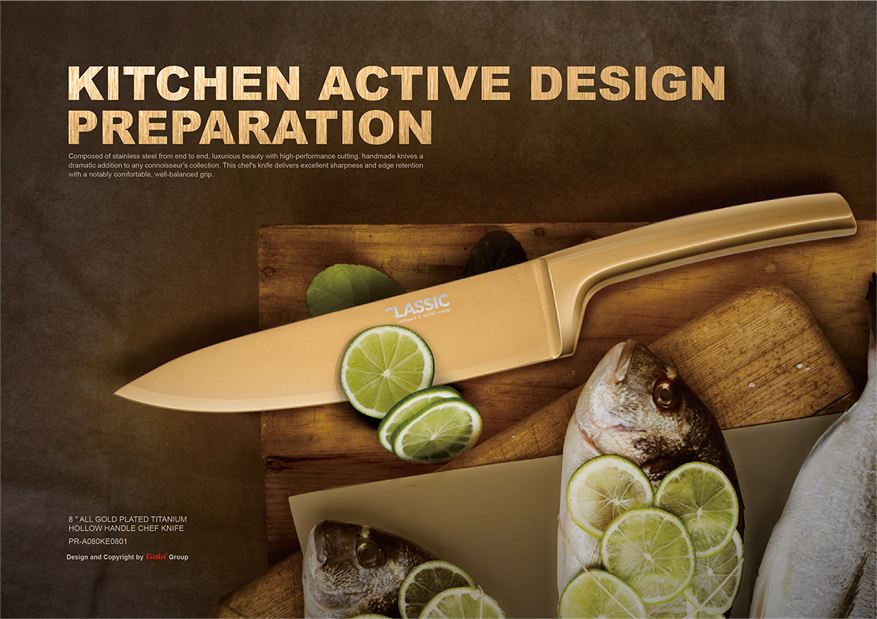 KITCHEN ACTIVE DESIGN
PREPARATION
Composed of stainless steel from end to end, luxurious beauty with high-performance cutting. handmade knives a
dramatic addition to any connoisseur's collection. This chef's knife delivers excellent sharpness and edge retention
with a notably comfortable, well-balanced grip.
CLASSIC
8 " ALL GOLD PLATED TITANIUM
HOLLOW HANDLE CHEF KNIFE
PR-A080KE0801
Design and Copyright by Gala Group